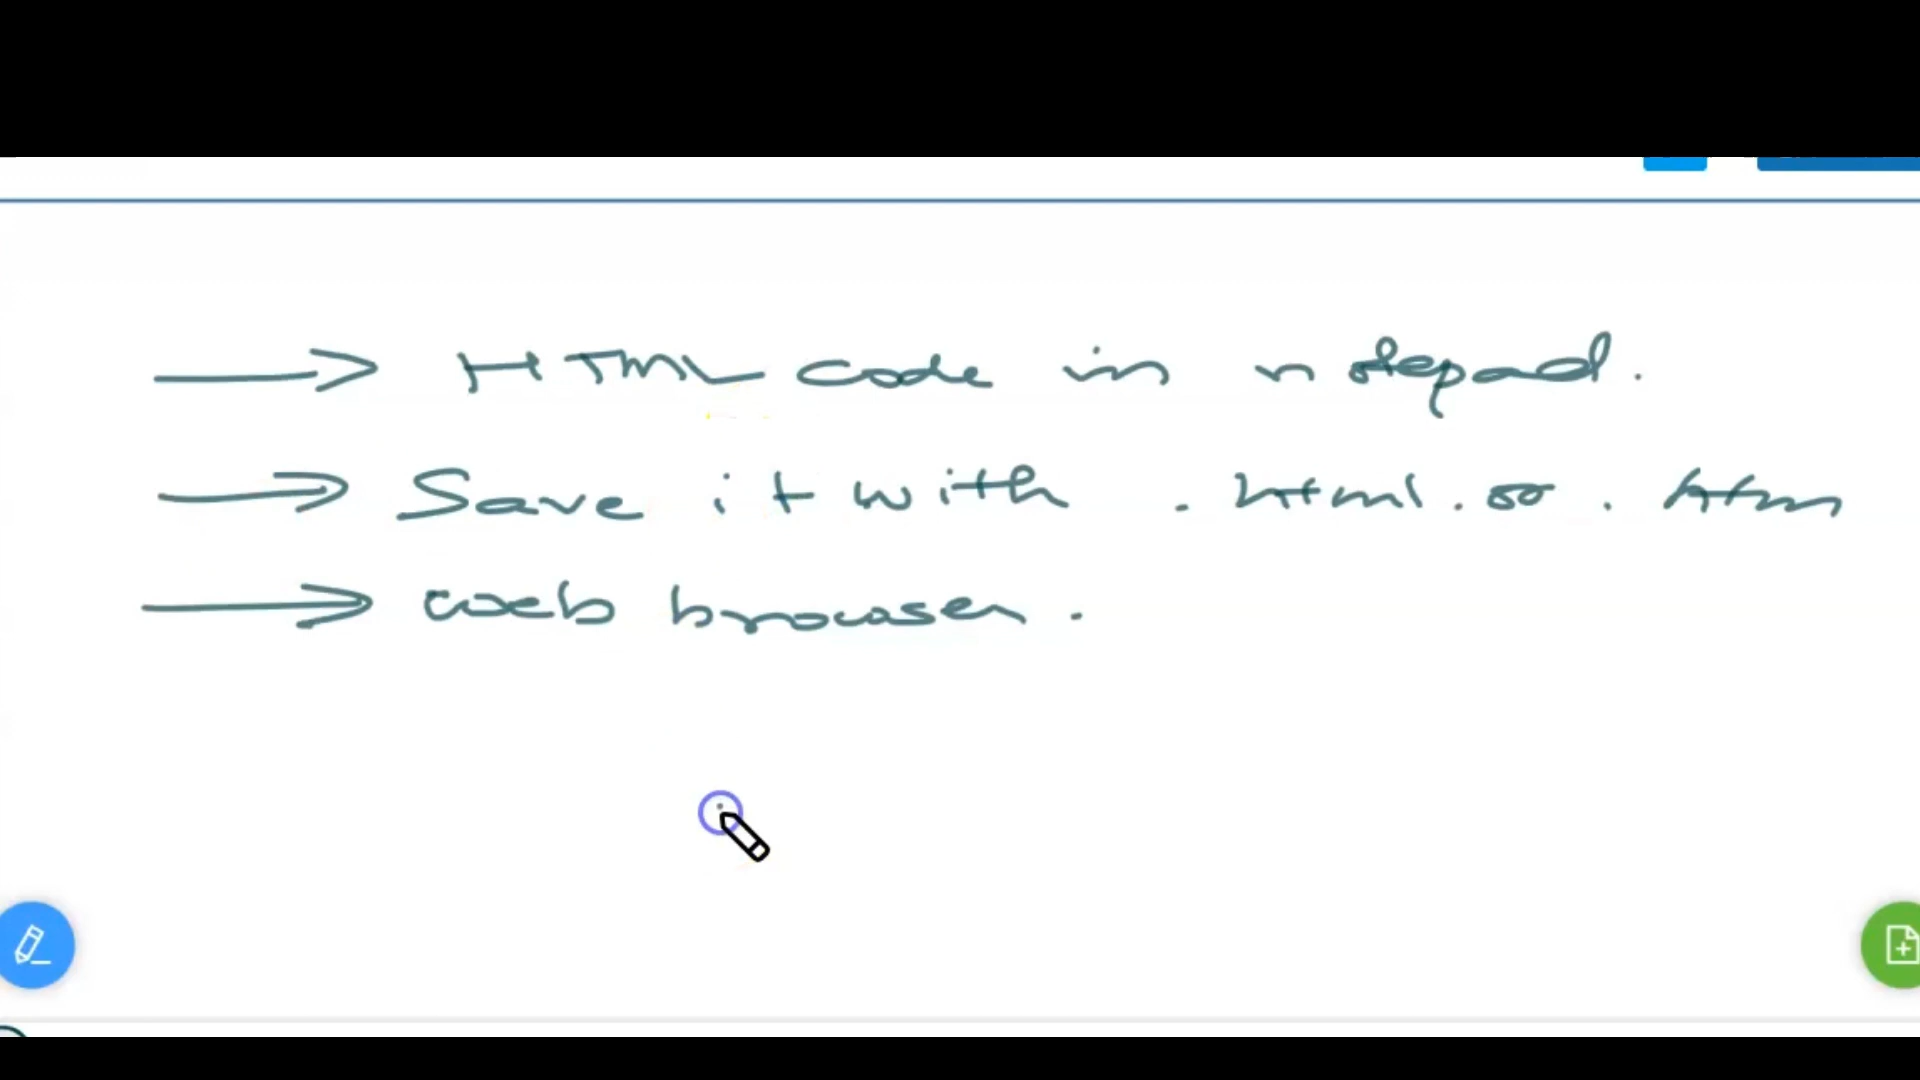 → HTML code in notepad.
→ Save it with .html. or .htm
→ web browser.